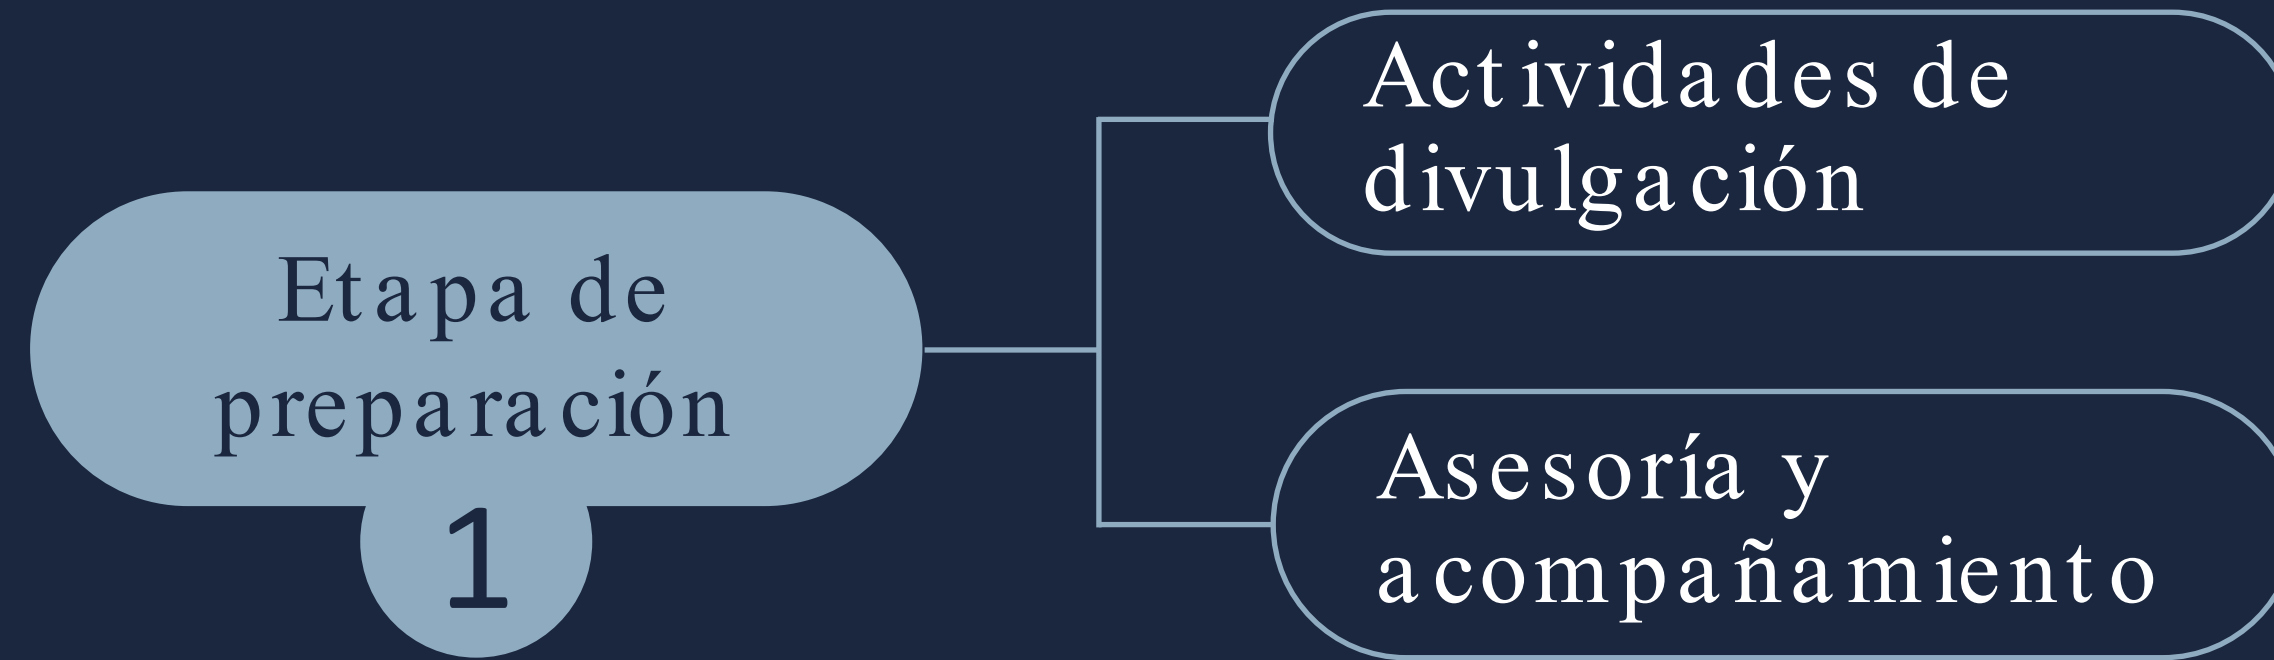 Etapa de
preparación
1
Actividades de
divulgación
Asesoría y
acompañamiento